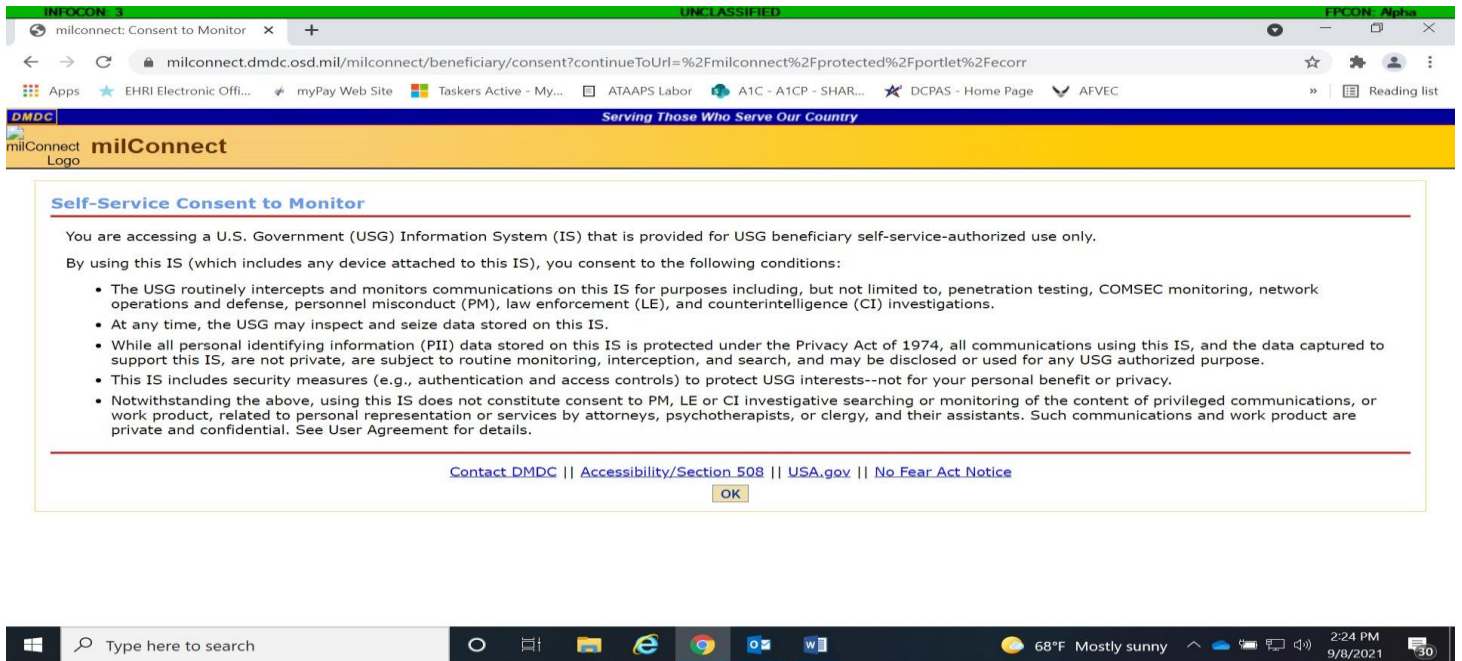 INFOCON: 3 UNCLASSIFIED FPCON: Alpha
milconnect: Consent to Monitor
milconnect.dmdc.osd.mil/milconnect/beneficiary/consent?continueToUrl=%2Fmilconnect%2Fprotected%2Fportlet%2Fecorr
Apps EHRI Electronic Offi... myPay Web Site Taskers Active - My... ATAAPS Labor A1C - A1CP - SHAR... DCPAS - Home Page AFVEC » Reading list
DMDC Serving Those Who Serve Our Country
milConnect Logo milConnect
Self-Service Consent to Monitor
You are accessing a U.S. Government (USG) Information System (IS) that is provided for USG beneficiary self-service-authorized use only.
By using this IS (which includes any device attached to this IS), you consent to the following conditions:
• The USG routinely intercepts and monitors communications on this IS for purposes including, but not limited to, penetration testing, COMSEC monitoring, network
operations and defense, personnel misconduct (PM), law enforcement (LE), and counterintelligence (CI) investigations.
• At any time, the USG may inspect and seize data stored on this IS.
• While all personal identifying information (PII) data stored on this IS is protected under the Privacy Act of 1974, all communications using this IS, and the data captured to
support this IS, are not private, are subject to routine monitoring, interception, and search, and may be disclosed or used for any USG authorized purpose.
• This IS includes security measures (e.g., authentication and access controls) to protect USG interests--not for your personal benefit or privacy.
• Notwithstanding the above, using this IS does not constitute consent to PM, LE or CI investigative searching or monitoring of the content of privileged communications, or
work product, related to personal representation or services by attorneys, psychotherapists, or clergy, and their assistants. Such communications and work product are
private and confidential. See User Agreement for details.
Contact DMDC || Accessibility/Section 508 || USA.gov || No Fear Act Notice
OK
Type here to search 68°F Mostly sunny 2:24 PM
9/8/2021 30